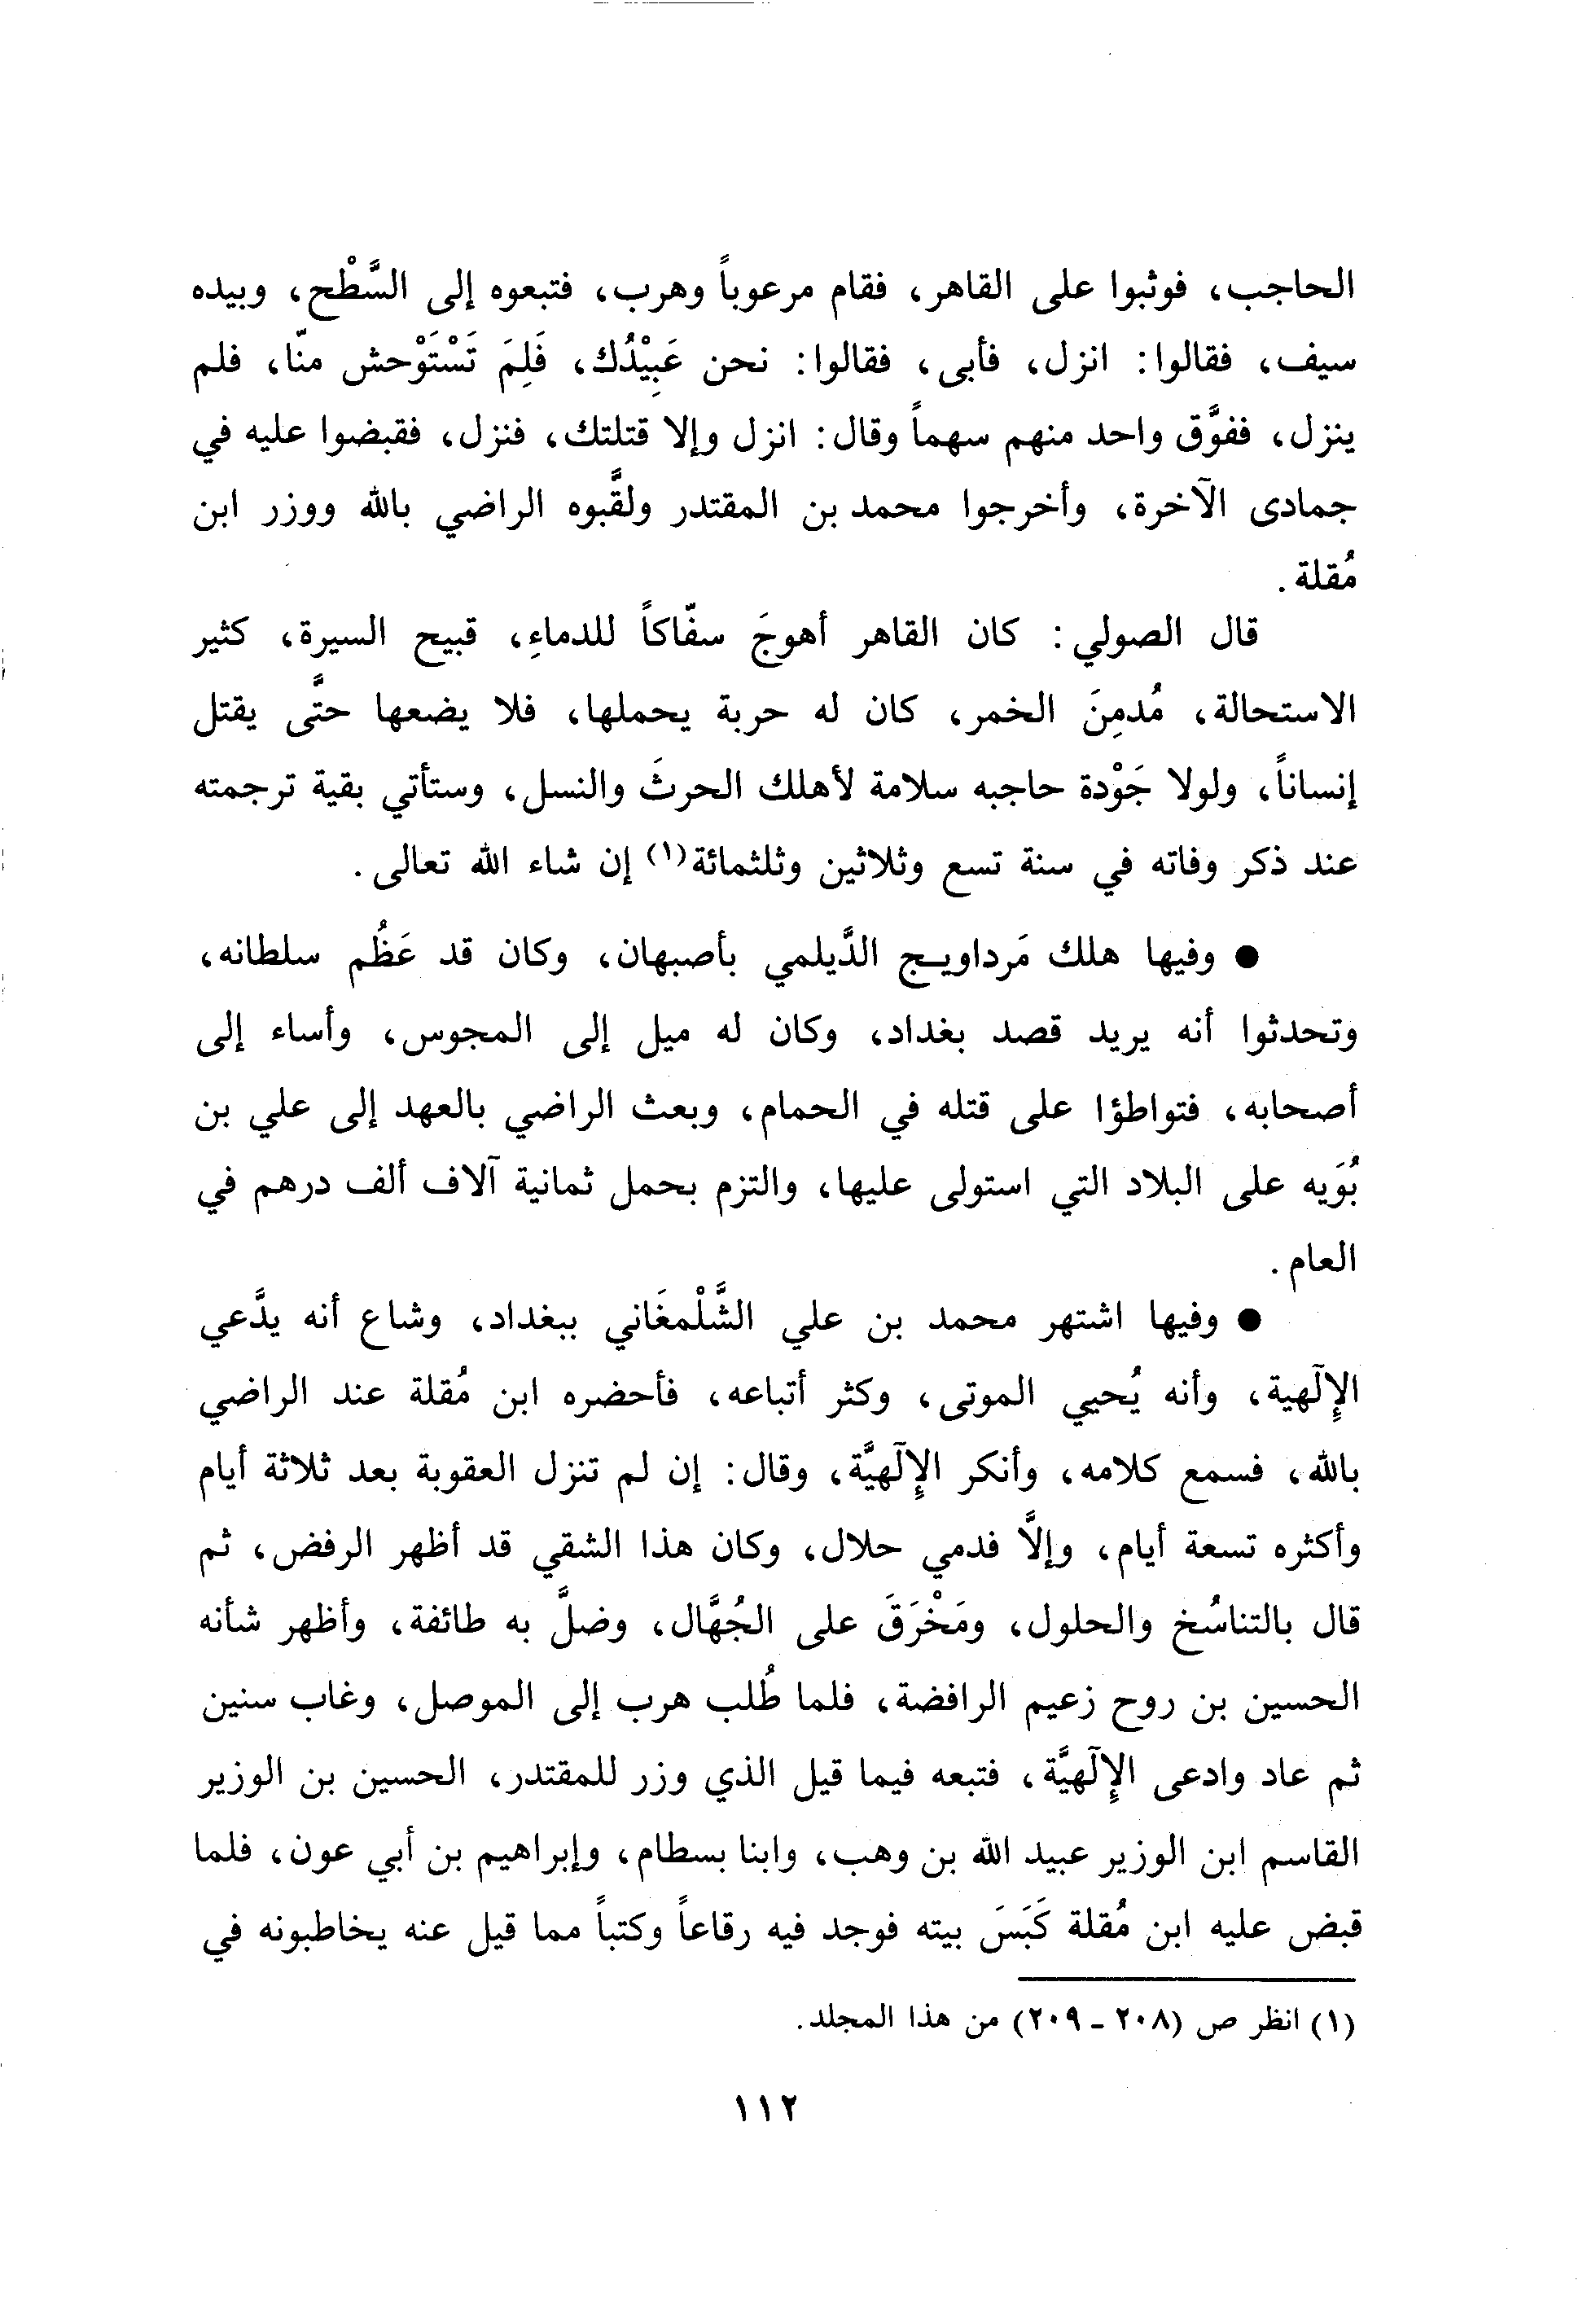 الحاجب، فوثبوا على القاهر، فقام مرعوباً وهرب، فتبعوه إلى السَّطْح، وبيده
سيف، فقالوا: انزل، فأبى، فقالوا: نحن عَبِيْدُك، فَلِمَ تَسْتَوْحش منّا، فلم
ينزل، ففوَّق واحد منهم سهماً وقال: انزل وإلا قتلتك، فنزل، فقبضوا عليه في
جمادى الآخرة، وأخرجوا محمد بن المقتدر ولقَّبوه الراضي بالله ووزر ابن
مُقلة.
قال الصولي: كان القاهر أهوجَ سفّاكاً للدماءِ، قبيح السيرة، كثير
الاستحالة، مُدمِنَ الخمر، كان له حربة يحملها، فلا يضعها حتَّى يقتل
إنساناً، ولولا جَوْدة حاجبه سلامة لأهلك الحرثَ والنسل، وستأتي بقية ترجمته
عند ذكر وفاته في سنة تسع وثلاثين وثلثمائة(١) إن شاء الله تعالى.
● وفيها هلك مَرداويج الدَّيلمي بأصبهان، وكان قد عَظُم سلطانه،
وتحدثوا أنه يريد قصد بغداد، وكان له ميل إلى المجوس، وأساء إلى
أصحابه، فتواطؤا على قتله في الحمام، وبعث الراضي بالعهد إلى علي بن
بُوَيه على البلاد التي استولى عليها، والتزم بحمل ثمانية آلاف ألف درهم في
العام.
● وفيها اشتهر محمد بن علي الشَّلْمغَاني ببغداد، وشاع أنه يدَّعي
الإِلٓهية، وأنه يُحيي الموتى، وكثر أتباعه، فأحضره ابن مُقلة عند الراضي
بالله، فسمع كلامه، وأنكر الإِلٓهيَّة، وقال: إن لم تنزل العقوبة بعد ثلاثة أيام
وأكثره تسعة أيام، وإلَّا فدمي حلال، وكان هذا الشقي قد أظهر الرفض، ثم
قال بالتناسُخ والحلول، ومَخْرَقَ على الجُهَّال، وضلَّ به طائفة، وأظهر شأنه
الحسين بن روح زعيم الرافضة، فلما طُلب هرب إلى الموصل، وغاب سنين
ثم عاد وادعى الإِلٓهيَّة، فتبعه فيما قيل الذي وزر للمقتدر، الحسين بن الوزير
القاسم ابن الوزير عبيد الله بن وهب، وابنا بسطام، وإبراهيم بن أبي عون، فلما
قبض عليه ابن مُقلة كَبَسَ بيته فوجد فيه رقاعاً وكتباً مما قيل عنه يخاطبونه في
(١) انظر ص (٢٠٨ - ٢٠٩) من هذا المجلد.
١١٢